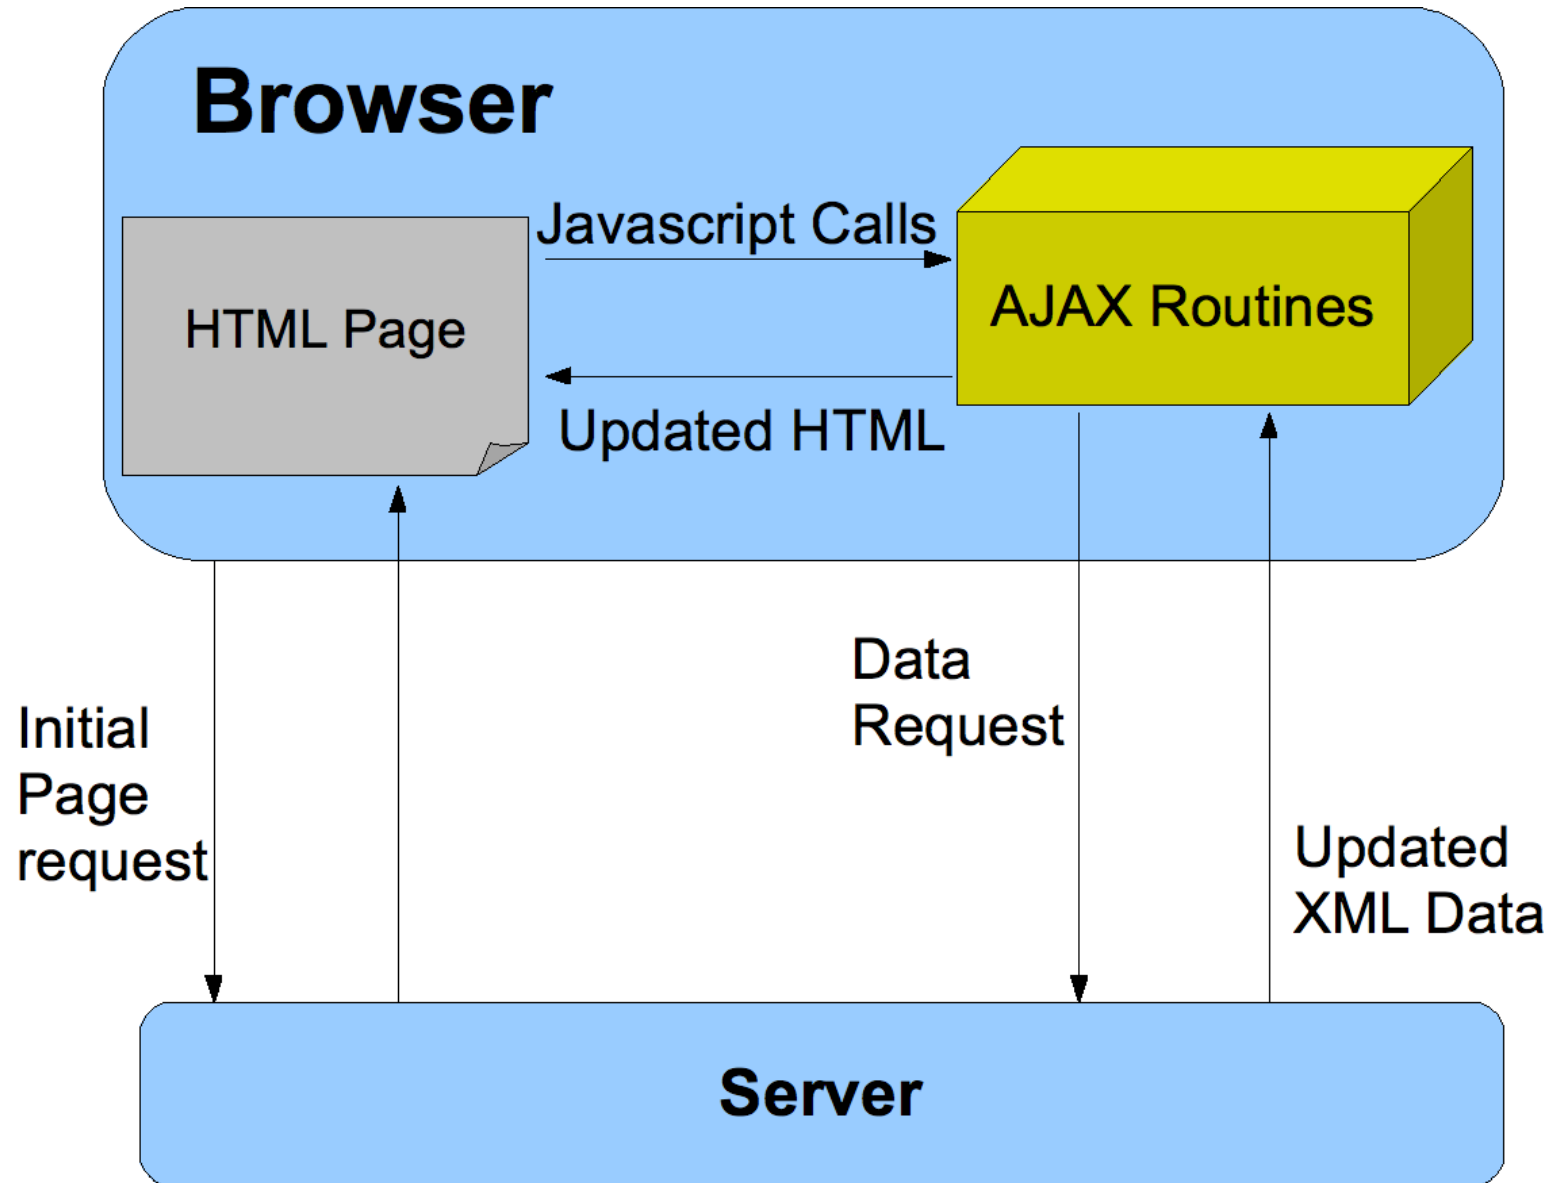 Browser
Javascript Calls
HTML Page
AJAX Routines
Updated HTML
Initial
Page
request
Data
Request
Updated
XML Data
Server